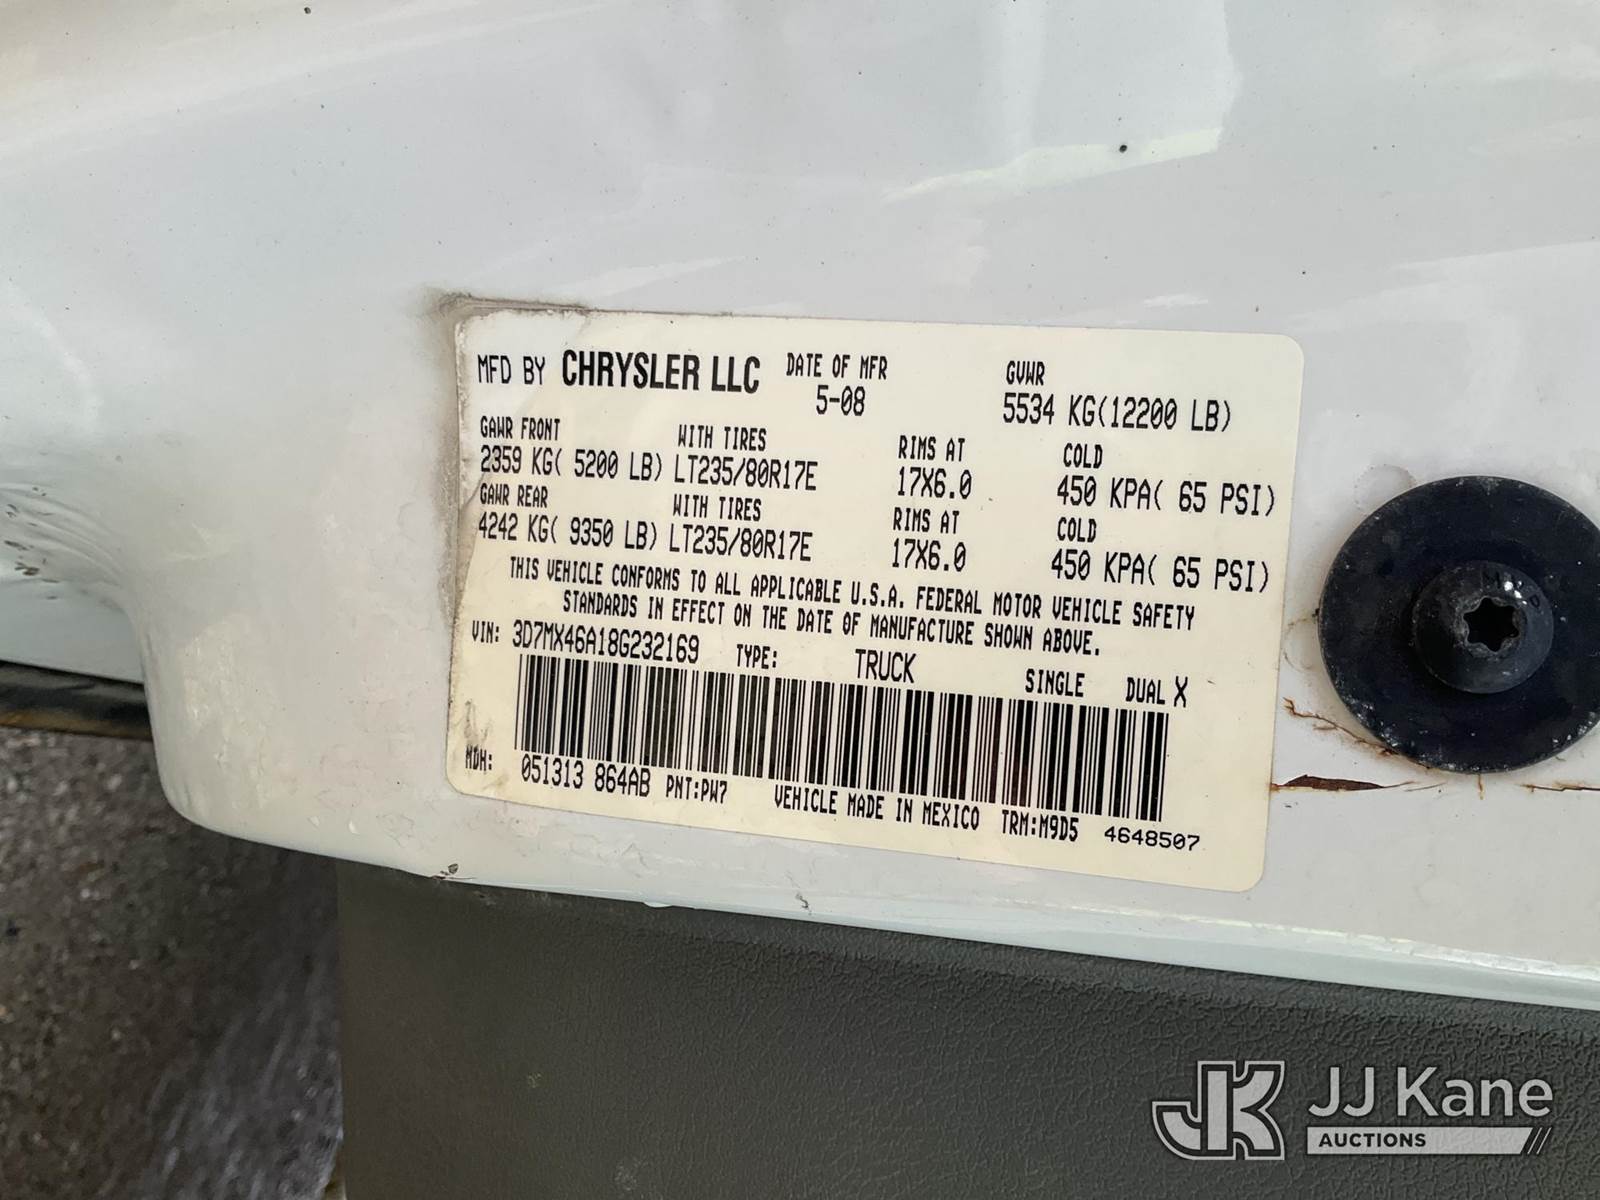 MFD BY CHRYSLER LLC DATE OF MFR GVWR
5-08 5534 KG(12200 LB)
GAWR FRONT WITH TIRES RIMS AT COLD
2359 KG( 5200 LB) LT235/80R17E 17X6.0 450 KPA( 65 PSI)
GAWR REAR WITH TIRES RIMS AT COLD
4242 KG( 9350 LB) LT235/80R17E 17X6.0 450 KPA( 65 PSI)
THIS VEHICLE CONFORMS TO ALL APPLICABLE U.S.A. FEDERAL MOTOR VEHICLE SAFETY
STANDARDS IN EFFECT ON THE DATE OF MANUFACTURE SHOWN ABOVE.
VIN: 3D7MX46A18G232169 TYPE: TRUCK SINGLE DUAL X
MDH: 051313 864AB PNT:PW7 VEHICLE MADE IN MEXICO TRM:M9D5 4648507
JK JJ Kane
AUCTIONS